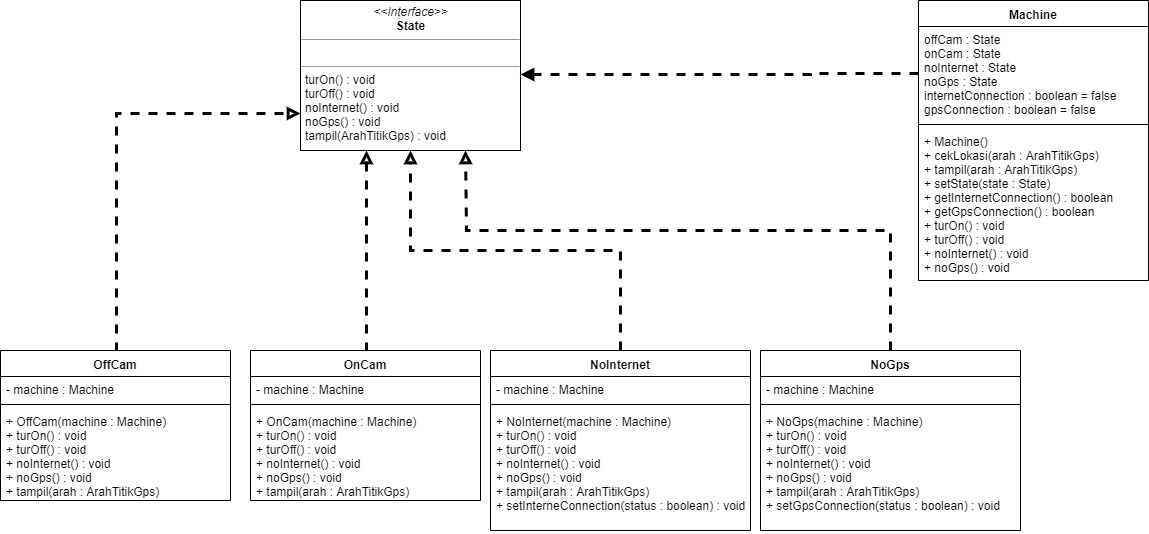 <<Interface>>
State
turOn() : void
turOff() : void
noInternet() : void
noGps() : void
tampil(ArahTitikGps) : void
Machine
offCam : State
onCam : State
noInternet : State
noGps : State
internetConnection : boolean = false
gpsConnection : boolean = false
+ Machine()
+ cekLokasi(arah : ArahTitikGps)
+ tampil(arah : ArahTitikGps)
+ setState(state : State)
+ getInternetConnection() : boolean
+ getGpsConnection() : boolean
+ turOn() : void
+ turOff() : void
+ noInternet() : void
+ noGps() : void
OffCam
- machine : Machine
+ OffCam(machine : Machine)
+ turOn() : void
+ turOff() : void
+ noInternet() : void
+ noGps() : void
+ tampil(arah : ArahTitikGps)
OnCam
- machine : Machine
+ OnCam(machine : Machine)
+ turOn() : void
+ turOff() : void
+ noInternet() : void
+ noGps() : void
+ tampil(arah : ArahTitikGps)
NoInternet
- machine : Machine
+ NoInternet(machine : Machine)
+ turOn() : void
+ turOff() : void
+ noInternet() : void
+ noGps() : void
+ tampil(arah : ArahTitikGps)
+ setInterneConnection(status : boolean) : void
NoGps
- machine : Machine
+ NoGps(machine : Machine)
+ turOn() : void
+ turOff() : void
+ noInternet() : void
+ noGps() : void
+ tampil(arah : ArahTitikGps)
+ setGpsConnection(status : boolean) : void